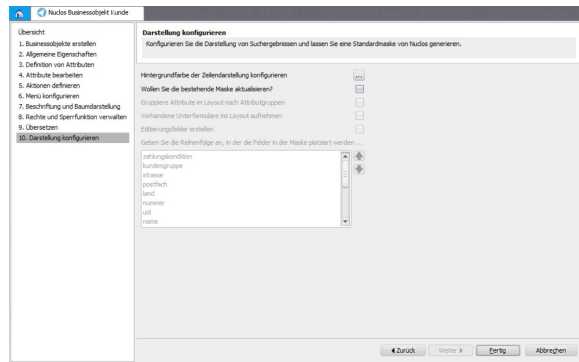 Nuclos Businessobjekt Kunde
Übersicht
1. Businessobjekte erstellen
2. Allgemeine Eigenschaften
3. Definition von Attributen
4. Attribute bearbeiten
5. Aktionen definieren
6. Menü konfigurieren
7. Beschriftung und Baumdarstellung
8. Rechte und Sperrfunktion verwalten
9. Übersetzen
10. Darstellung konfigurieren
Darstellung konfigurieren
Konfigurieren Sie die Darstellung von Suchergebnissen und lassen Sie eine Standardmaske von Nuclos generieren.
Hintergrundfarbe der Zeilendarstellung konfigurieren
...
Wollen Sie die bestehende Maske aktualisieren?
Gruppiere Attribute in Layout nach Attributgruppen
Vorhandene Unterformulare ins Layout aufnehmen
Editierungsfelder erstellen
Geben Sie die Reihenfolge an, in der die Felder in der Maske platziert werden ...
zahlungskondition
kundengruppe
xtrasse
postfach
land
nummer
uid
name
Zurück
Weiter
Fertig
Abbrechen